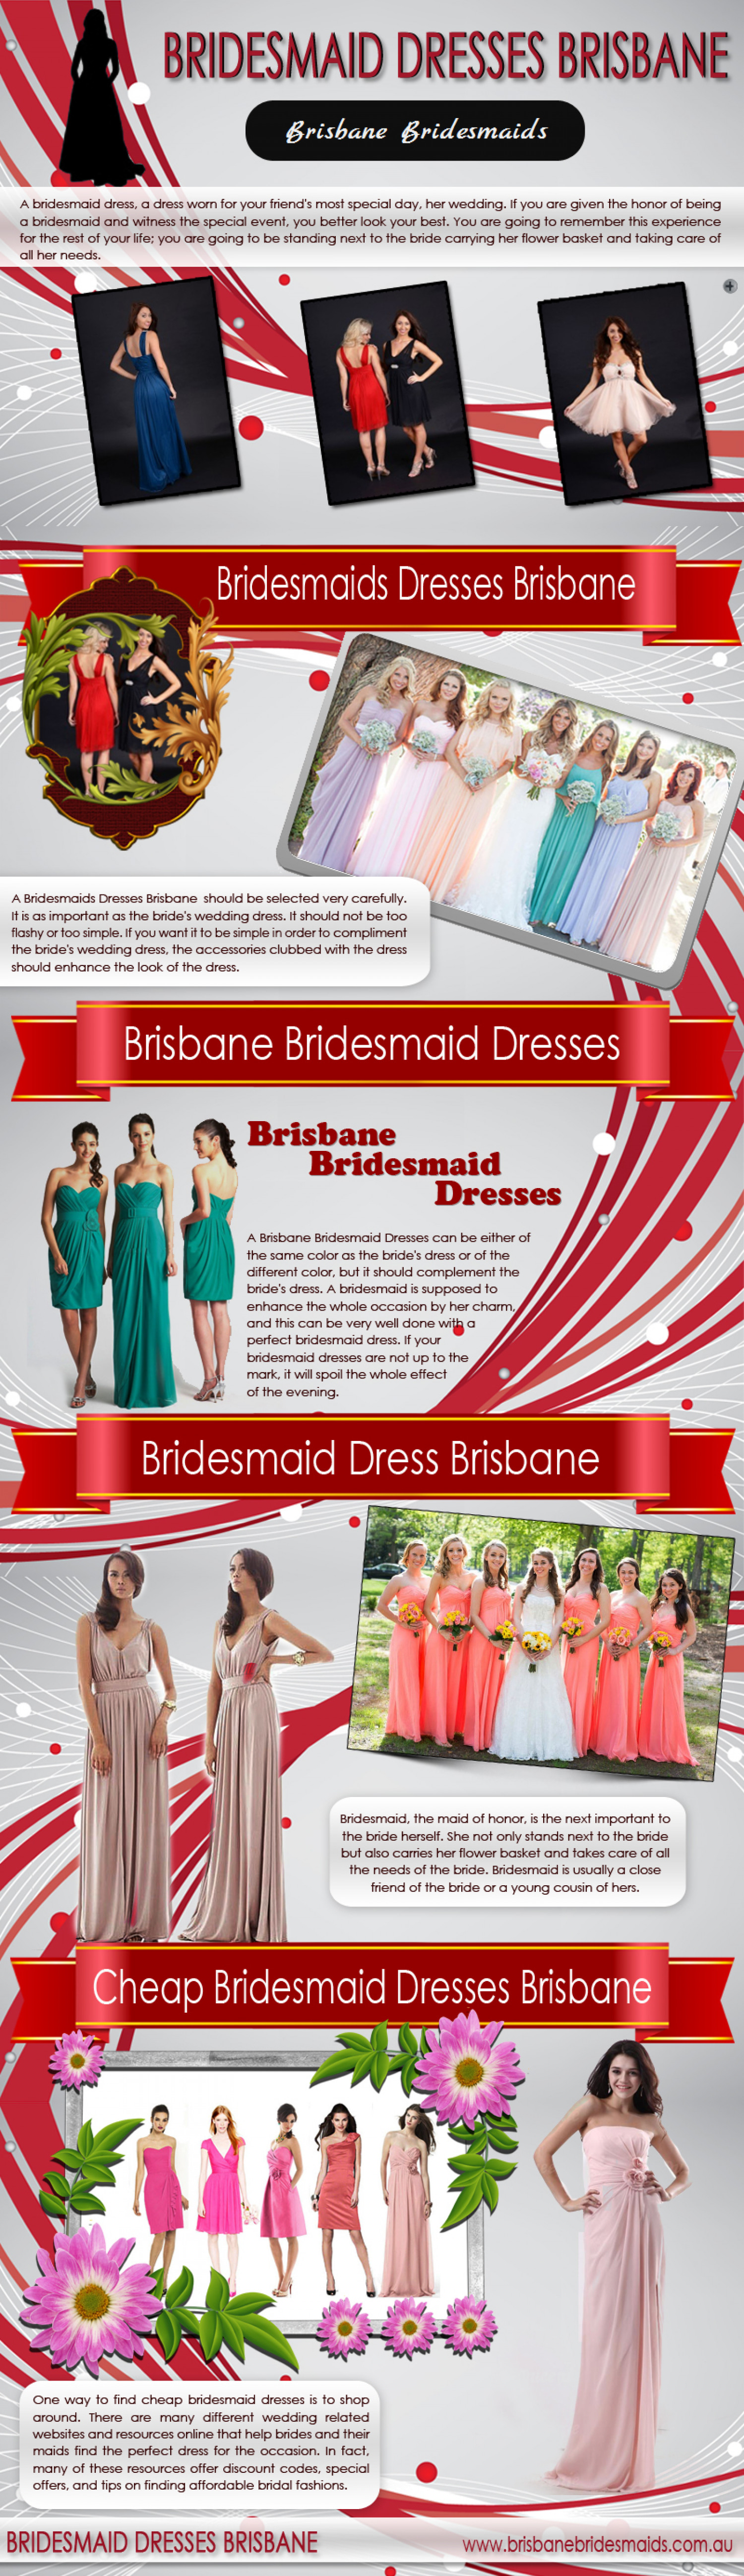 BRIDESMAID DRESSES BRISBANE
Brisbane Bridesmaids
A bridesmaid dress, a dress worn for your friend's most special day, her wedding. If you are given the honor of being
a bridesmaid and witness the special event, you better look your best. You are going to remember this experience
for the rest of your life; you are going to be standing next to the bride carrying her flower basket and taking care of
all her needs.
Bridesmaids Dresses Brisbane
A Bridesmaids Dresses Brisbane should be selected very carefully.
It is as important as the bride's wedding dress. It should not be too
flashy or too simple. If you want it to be simple in order to compliment
the bride's wedding dress, the accessories clubbed with the dress
should enhance the look of the dress.
Brisbane Bridesmaid Dresses
Brisbane
Bridesmaid
Dresses
A Brisbane Bridesmaid Dresses can be either of
the same color as the bride's dress or of the
different color, but it should complement the
bride's dress. A bridesmaid is supposed to
enhance the whole occasion by her charm,
and this can be very well done with a
perfect bridesmaid dress. If your
bridesmaid dresses are not up to the
mark, it will spoil the whole effect
of the evening.
Bridesmaid Dress Brisbane
Bridesmaid, the maid of honor, is the next important to
the bride herself. She not only stands next to the bride
but also carries her flower basket and takes care of all
the needs of the bride. Bridesmaid is usually a close
friend of the bride or a young cousin of hers.
Cheap Bridesmaid Dresses Brisbane
One way to find cheap bridesmaid dresses is to shop
around. There are many different wedding related
websites and resources online that help brides and their
maids find the perfect dress for the occasion. In fact,
many of these resources offer discount codes, special
offers, and tips on finding affordable bridal fashions.
BRIDESMAID DRESSES BRISBANE
www.brisbanebridesmaids.com.au